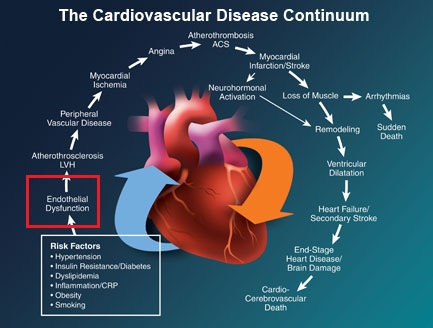 The Cardiovascular Disease Continuum
Atherothrombosis
ACS
Angina
Myocardial
Infarction/Stroke
Myocardial
Ischemia
Neurohormonal
Activation
Loss of Muscle
Arrhythmias
Peripheral
Vascular Disease
Remodeling
Sudden
Death
Atherothrosclerosis
LVH
Ventricular
Dilatation
Endothelial
Dysfunction
Heart Failure/
Secondary Stroke
Risk Factors
• Hypertension
• Insulin Resistance/Diabetes
• Dyslipidemia
• Inflammation/CRP
• Obesity
• Smoking
End-Stage
Heart Disease/
Brain Damage
Cardio-
Cerebrovascular
Death